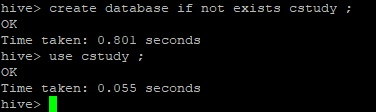 hive> create database if not exists cstudy ;
OK
Time taken: 0.801 seconds
hive> use cstudy ;
OK
Time taken: 0.055 seconds
hive>